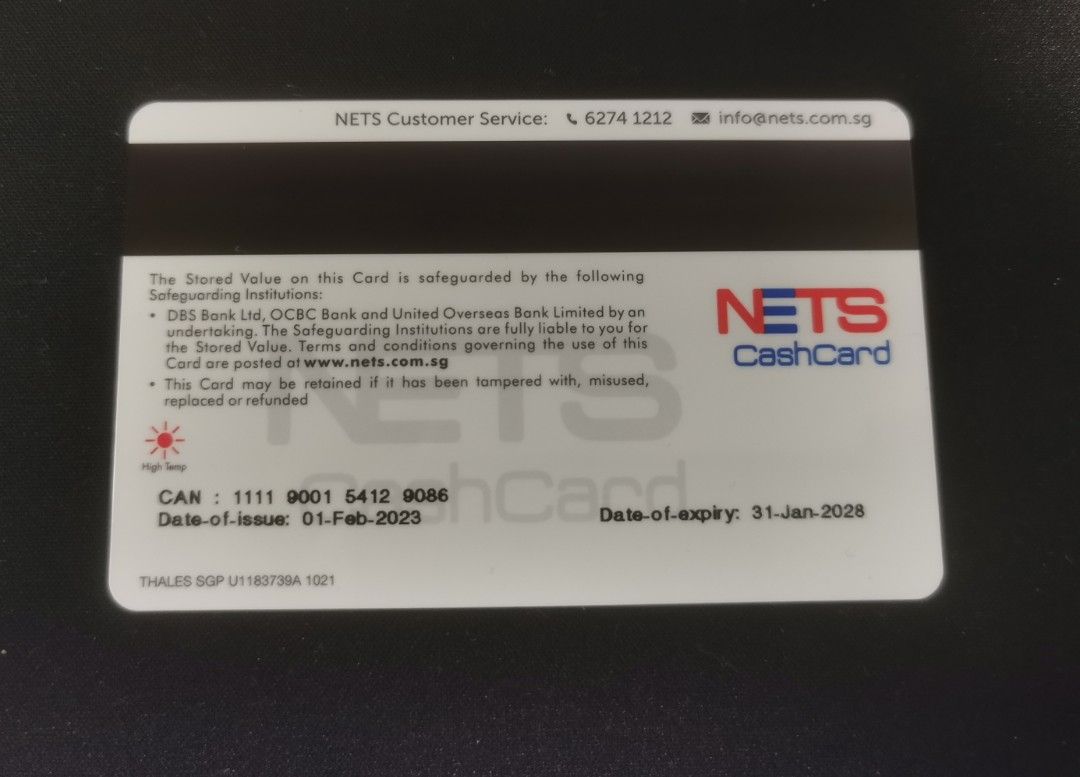 NETS Customer Service: 6274 1212 info@nets.com.sg
The Stored Value on this Card is safeguarded by the following
Safeguarding Institutions:
• DBS Bank Ltd, OCBC Bank and United Overseas Bank Limited by an
undertaking. The Safeguarding Institutions are fully liable to you for
the Stored Value. Terms and conditions governing the use of this
Card are posted at www.nets.com.sg
• This Card may be retained if it has been tampered with, misused,
replaced or refunded
NETS
CashCard
NETS
CashCard
High Temp
CAN : 1111 9001 5412 9086
Date-of-issue: 01-Feb-2023
Date-of-expiry: 31-Jan-2028
THALES SGP U1183739A 1021